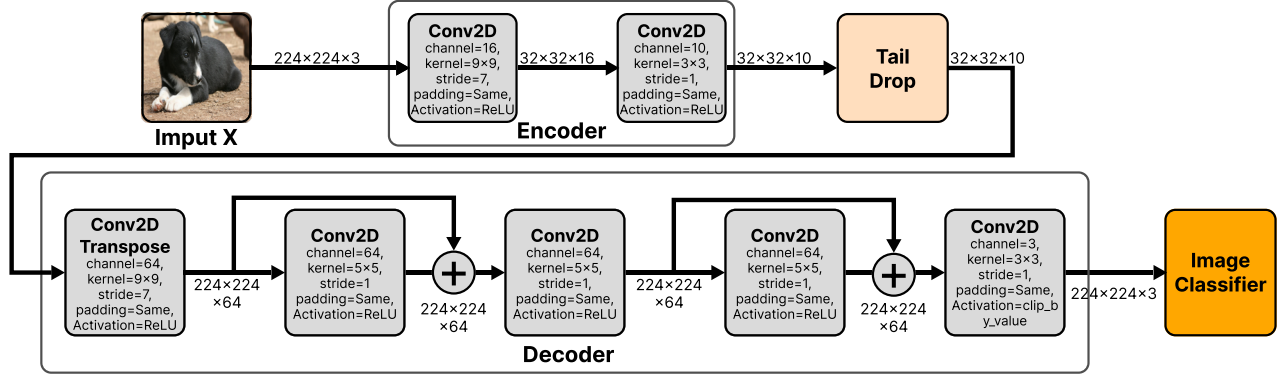 Imput X
224×224×3
Conv2D
channel=16,
kernel=9×9,
stride=7,
padding=Same,
Activation=ReLU
32×32×16
Conv2D
channel=10,
kernel=3×3,
stride=1,
padding=Same,
Activation=ReLU
Encoder
32×32×10
Tail
Drop
32×32×10
Conv2D
Transpose
channel=64,
kernel=9×9,
stride=7,
padding=Same,
Activation=ReLU
224×224
×64
Conv2D
channel=64,
kernel=5×5,
stride=1
padding=Same,
Activation=ReLU
+
224×224
×64
Conv2D
channel=64,
kernel=5×5,
stride=1,
padding=Same,
Activation=ReLU
224×224
×64
Conv2D
channel=64,
kernel=5×5,
stride=1,
padding=Same,
Activation=ReLU
+
224×224
×64
Conv2D
channel=3,
kernel=3×3,
stride=1,
padding=Same,
Activation=clip_b
y_value
Decoder
224×224×3
Image
Classifier